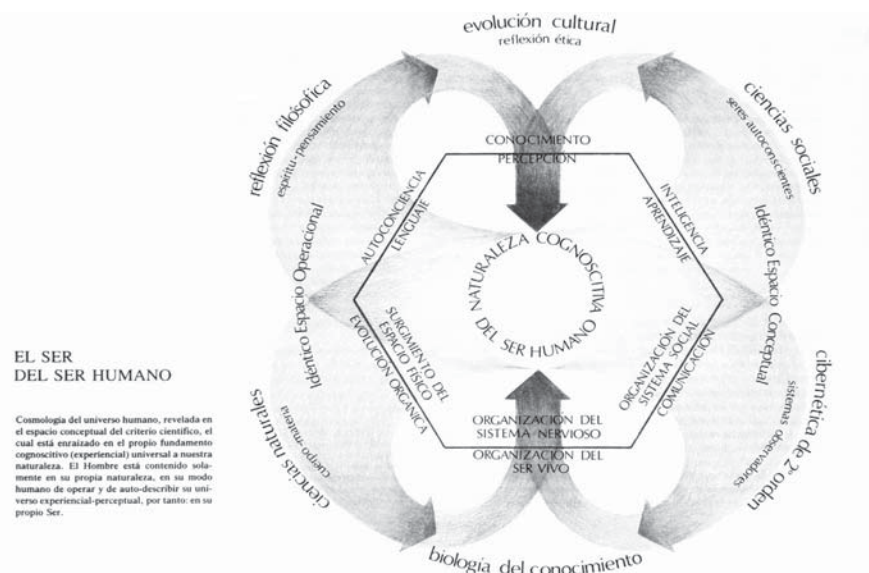 evolución cultural
reflexión ética
reflexión filosófica
espíritu-pensamiento
ciencias sociales
seres autoconscientes
CONOCIMIENTO
PERCEPCIÓN
AUTOCONCIENCIA
LENGUAJE
INTELIGENCIA
APRENDIZAJE
Idéntico Espacio Operacional
Idéntico Espacio Conceptual
NATURALEZA COGNOSCITIVA
DEL SER HUMANO
SURGIMIENTO DEL
ESPACIO FÍSICO
EVOLUCIÓN ORGANICA
ORGANIZACIÓN DEL
SISTEMA SOCIAL
COMUNICACIÓN
ORGANIZACIÓN DEL
SISTEMA NERVIOSO
ORGANIZACIÓN DEL
SER VIVO
ciencias naturales
cuerpo-materia
cibernética de 2º orden
sistemas observadores
biología del conocimiento
EL SER
DEL SER HUMANO
Cosmología del universo humano, revelada en
el espacio conceptual del criterio científico, el
cual está enraizado en el propio fundamento
cognoscitivo (experiencial) universal a nuestra
naturaleza. El Hombre está contenido sola-
mente en su propia naturaleza, en su modo
humano de operar y de auto-describir su uni-
verso experiencial-perceptual, por tanto: en su
propio Ser.